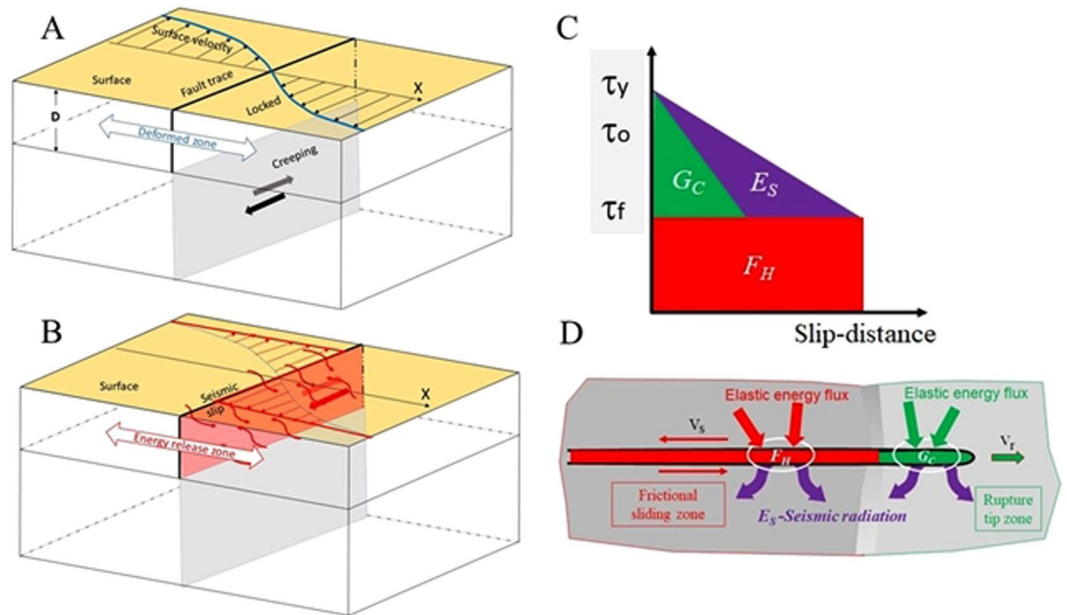 A
Surface velocity
Surface
Fault trace
X
Locked
D
Deformed zone
Creeping
B
Surface
Seismic
slip
X
Energy release zone
C
τy
τo
τf
GC
ES
FH
Slip-distance
D
Elastic energy flux
Elastic energy flux
Vs
FH
GC
Vr
Frictional
sliding zone
ES-Seismic radiation
Rupture
tip zone